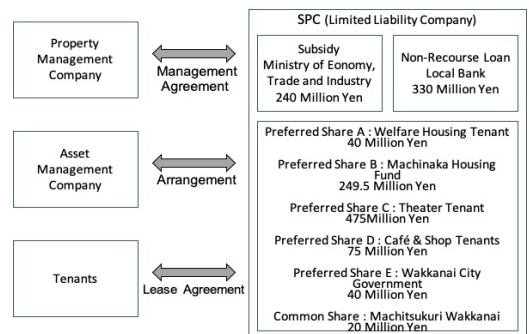 SPC (Limited Liability Company)
Property
Management
Company
Management
Agreement
Subsidy
Ministry of Eonomy,
Trade and Industry
240 Million Yen
Non-Recourse Loan
Local Bank
330 Million Yen
Asset
Management
Company
Arrangement
Preferred Share A : Welfare Housing Tenant
40 Million Yen
Preferred Share B : Machinaka Housing
Fund
249.5 Million Yen
Preferred Share C : Theater Tenant
475Million Yen
Preferred Share D : Café & Shop Tenants
75 Million Yen
Preferred Share E : Wakkanai City
Government
40 Million Yen
Common Share : Machitsukuri Wakkanai
20 Million Yen
Tenants
Lease Agreement